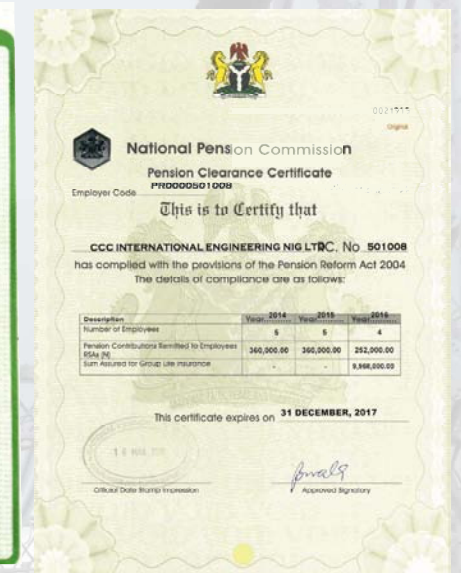 Original
National Pension Commission
Pension Clearance Certificate
Employer Code PR0000501008
This is to Certify that
CCC INTERNATIONAL ENGINEERING NIG LTD RC. No 501008
has complied with the provisions of the Pension Reform Act 2004
The details of compliance are as follows:
Description Year 2014 Year 2015 Year 2016
Number of Employees 5 5 4
Pension Contributions Remitted to Employees RSAs (N) 360,000.00 360,000.00 252,000.00
Sum Assured for Group Life Insurance - - 9,968,000.00
This certificate expires on 31 DECEMBER, 2017
Official Date Stamp Impression
Approved Signatory